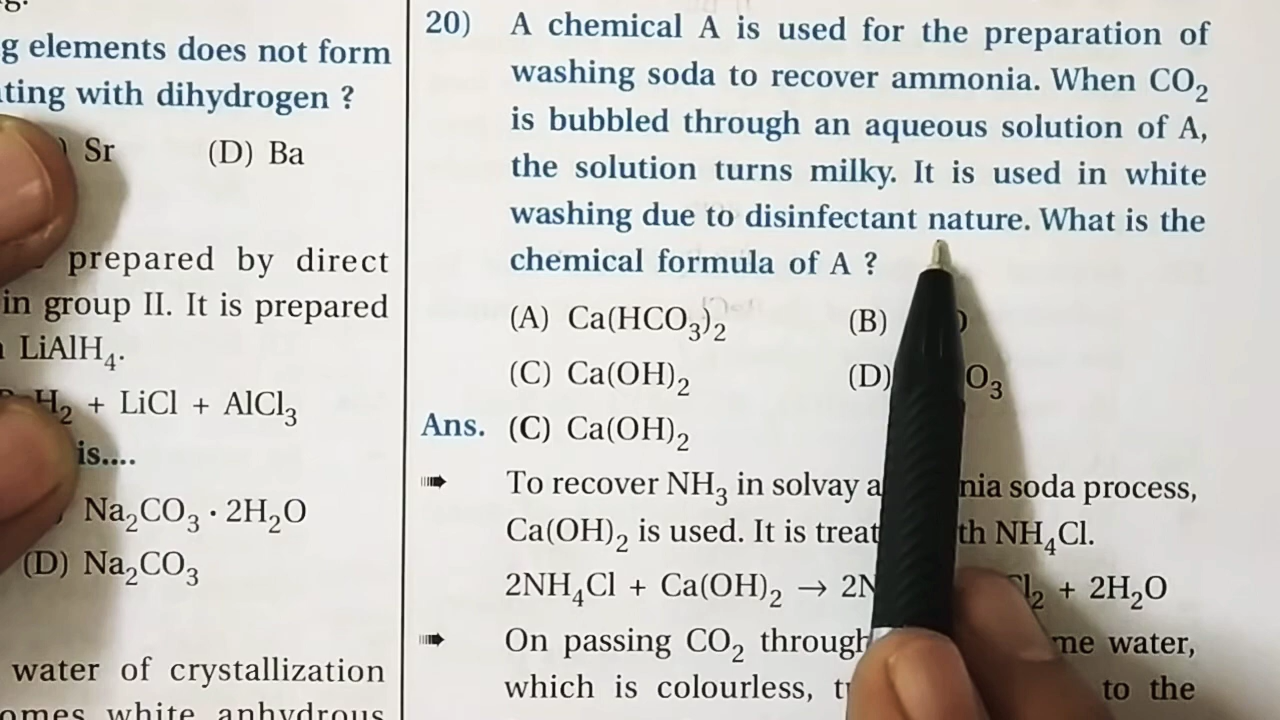 g elements does not form
ting with dihydrogen ?
Sr (D) Ba
prepared by direct
in group II. It is prepared
LiAlH₄.
H₂ + LiCl + AlCl₃
is....
Na₂CO₃ · 2H₂O
(D) Na₂CO₃
water of crystallization
omes white anhydrous
20) A chemical A is used for the preparation of
washing soda to recover ammonia. When CO₂
is bubbled through an aqueous solution of A,
the solution turns milky. It is used in white
washing due to disinfectant nature. What is the
chemical formula of A ?
(A) Ca(HCO₃)₂ (B)
(C) Ca(OH)₂ (D) O₃
Ans. (C) Ca(OH)₂
To recover NH₃ in solvay a nia soda process,
Ca(OH)₂ is used. It is treat th NH₄Cl.
2NH₄Cl + Ca(OH)₂ → 2N Cl₂ + 2H₂O
On passing CO₂ through me water,
which is colourless, t to the